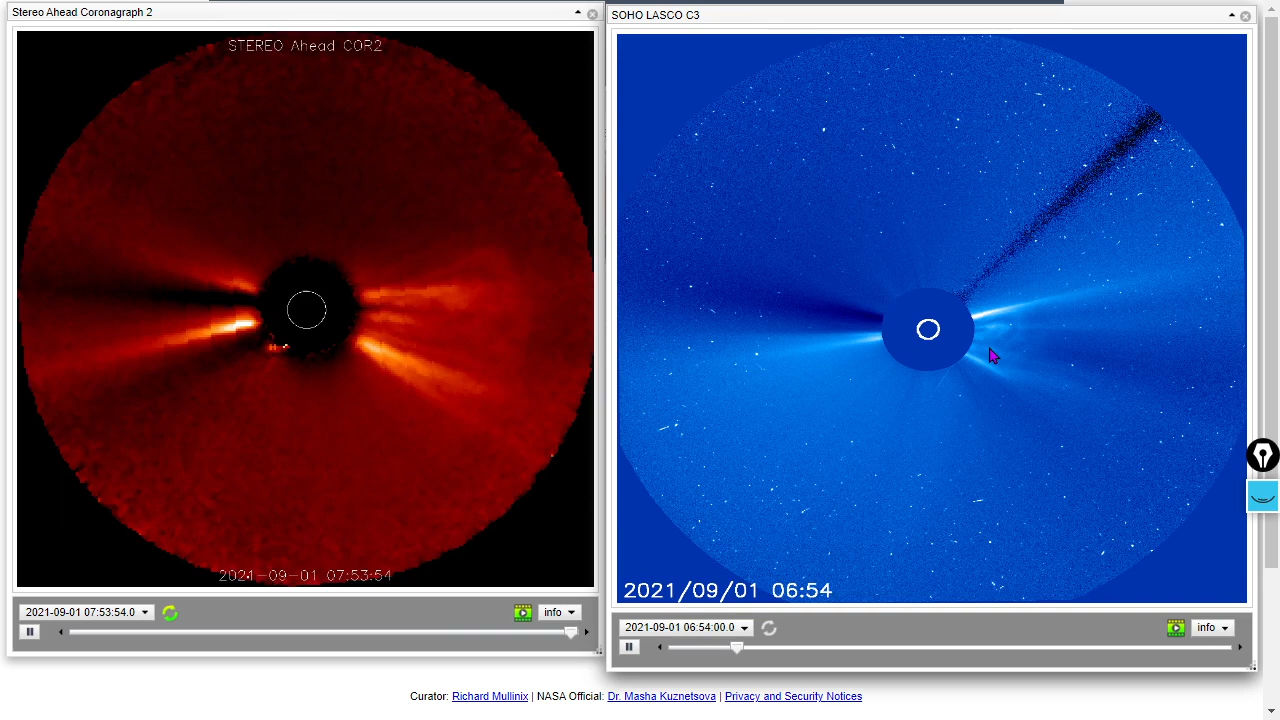 Stereo Ahead Coronagraph 2
STEREO Ahead COR2
2021-09-01 07:53:54
2021-09-01 07:53:54.0
info
SOHO LASCO C3
2021/09/01 06:54
2021-09-01 06:54:00.0
info
Curator: Richard Mullinix | NASA Official: Dr. Masha Kuznetsova | Privacy and Security Notices